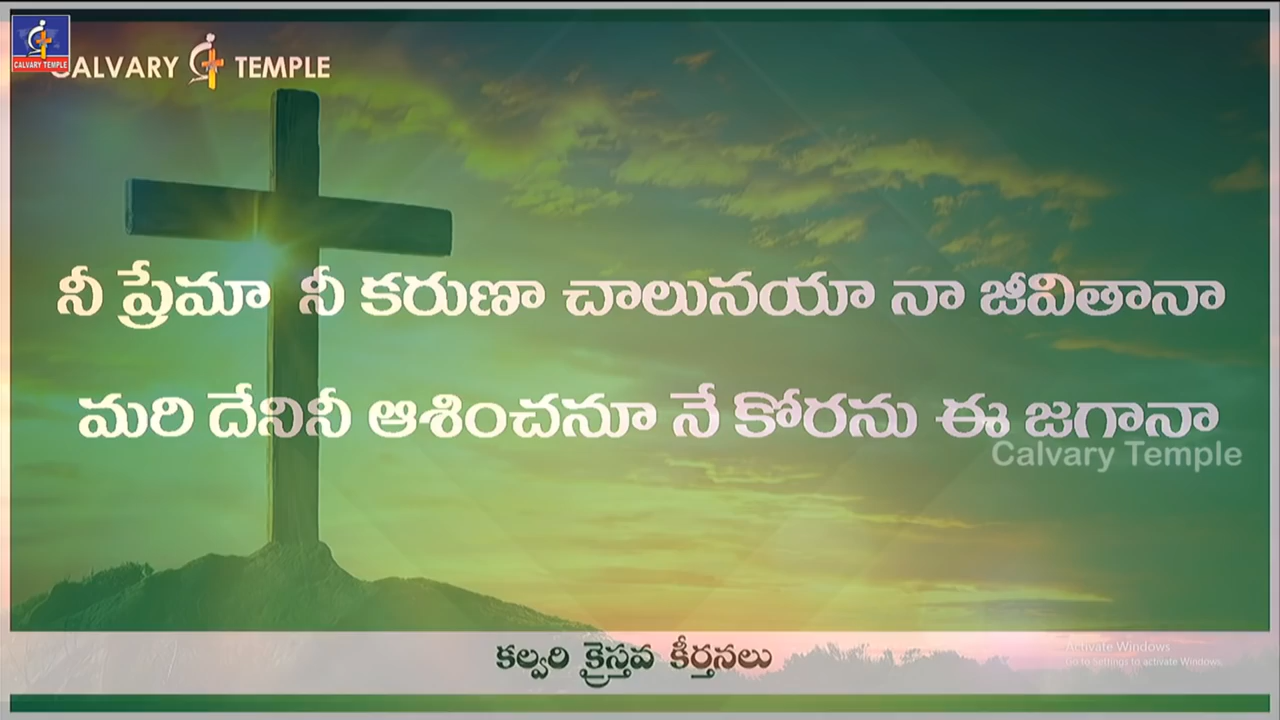 CALVARY TEMPLE
CALVARY TEMPLE
నీ ప్రేమా నీ కరుణా చాలునయా నా జీవితానా
మరి దేనినీ ఆశించనూ నే కోరను ఈ జగానా
Calvary Temple
కల్వరి క్రైస్తవ కీర్తనలు
Activate Windows
Go to Settings to activate Windows.